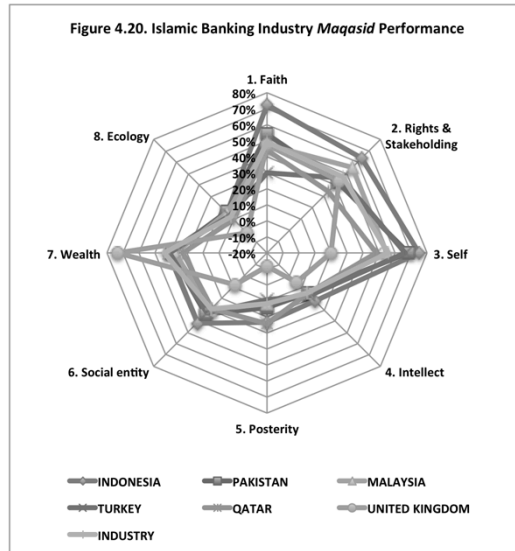 Figure 4.20. Islamic Banking Industry Maqasid Performance
1. Faith
80%
70%
60%
50%
40%
30%
20%
10%
0%
-10%
-20%
2. Rights &
Stakeholding
3. Self
4. Intellect
5. Posterity
6. Social entity
7. Wealth
8. Ecology
INDONESIA PAKISTAN MALAYSIA
TURKEY QATAR UNITED KINGDOM
INDUSTRY